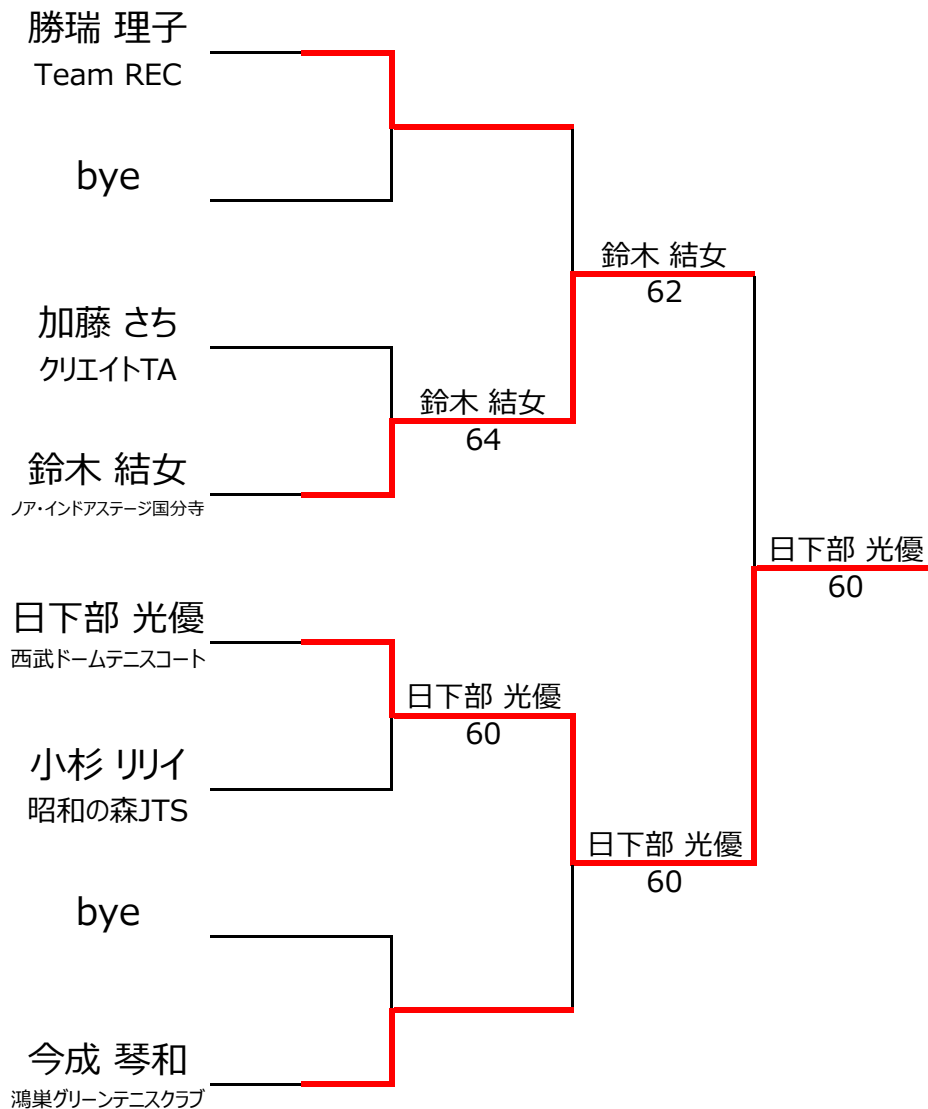 勝瑞 理子
Team REC
bye
鈴木 結女
62
加藤 さち
クリエイトTA
鈴木 結女
64
鈴木 結女
ノア・インドアステージ国分寺
日下部 光優
60
日下部 光優
西武ドームテニスコート
日下部 光優
60
小杉 リリイ
昭和の森JTS
日下部 光優
60
bye
今成 琴和
鴻巣グリーンテニスクラブ